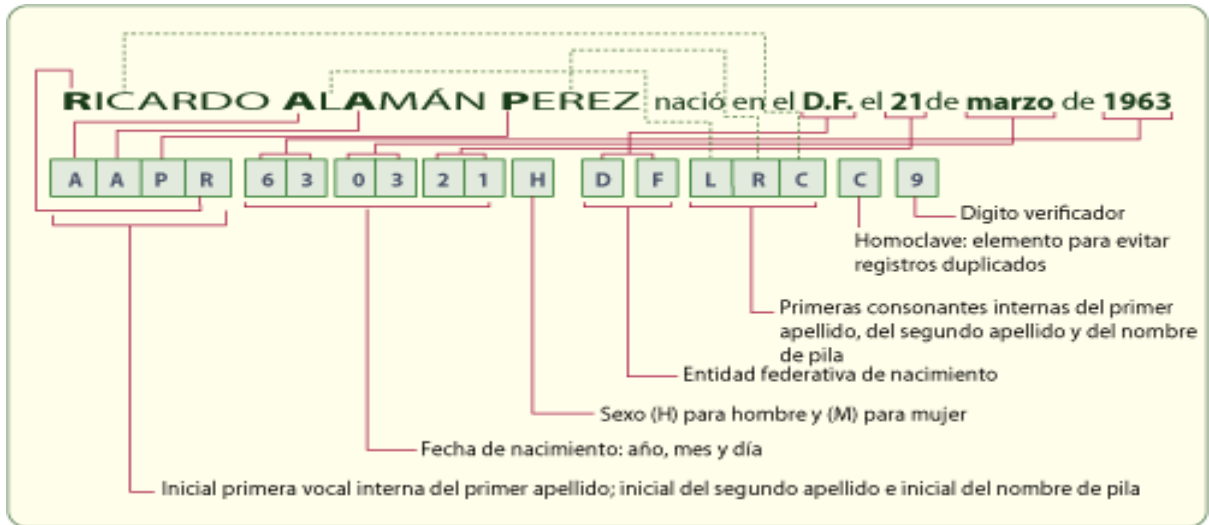 RICARDO ALAMÁN PEREZ nació en el D.F. el 21 de marzo de 1963
A A P R 6 3 0 3 2 1 H D F L R C C 9
Digito verificador
Homoclave: elemento para evitar
registros duplicados
Primeras consonantes internas del primer
apellido, del segundo apellido y del nombre
de pila
Entidad federativa de nacimiento
Sexo (H) para hombre y (M) para mujer
Fecha de nacimiento: año, mes y día
Inicial primera vocal interna del primer apellido; inicial del segundo apellido e inicial del nombre de pila